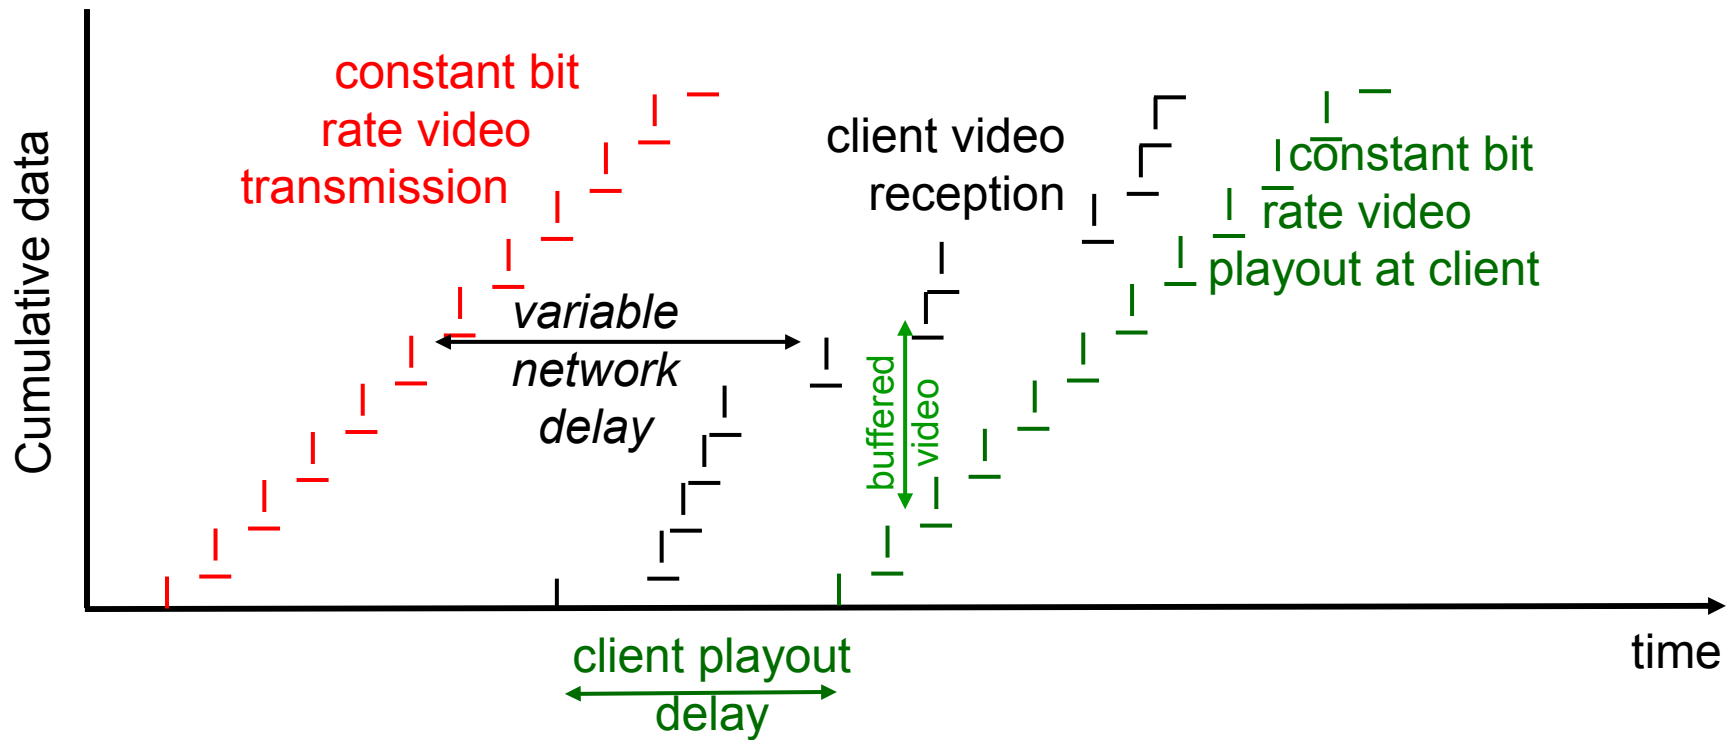 constant bit
rate video
transmission
client video
reception
constant bit
rate video
playout at client
Cumulative data
variable
network
delay
buffered
video
client playout
delay
time